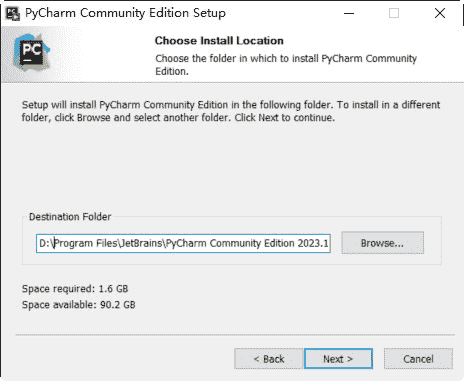 PyCharm Community Edition Setup
PC
Choose Install Location
Choose the folder in which to install PyCharm Community
Edition.
Setup will install PyCharm Community Edition in the following folder. To install in a different
folder, click Browse and select another folder. Click Next to continue.
Destination Folder
D:\Program Files\JetBrains\PyCharm Community Edition 2023.1
Browse...
Space required: 1.6 GB
Space available: 90.2 GB
< Back
Next >
Cancel